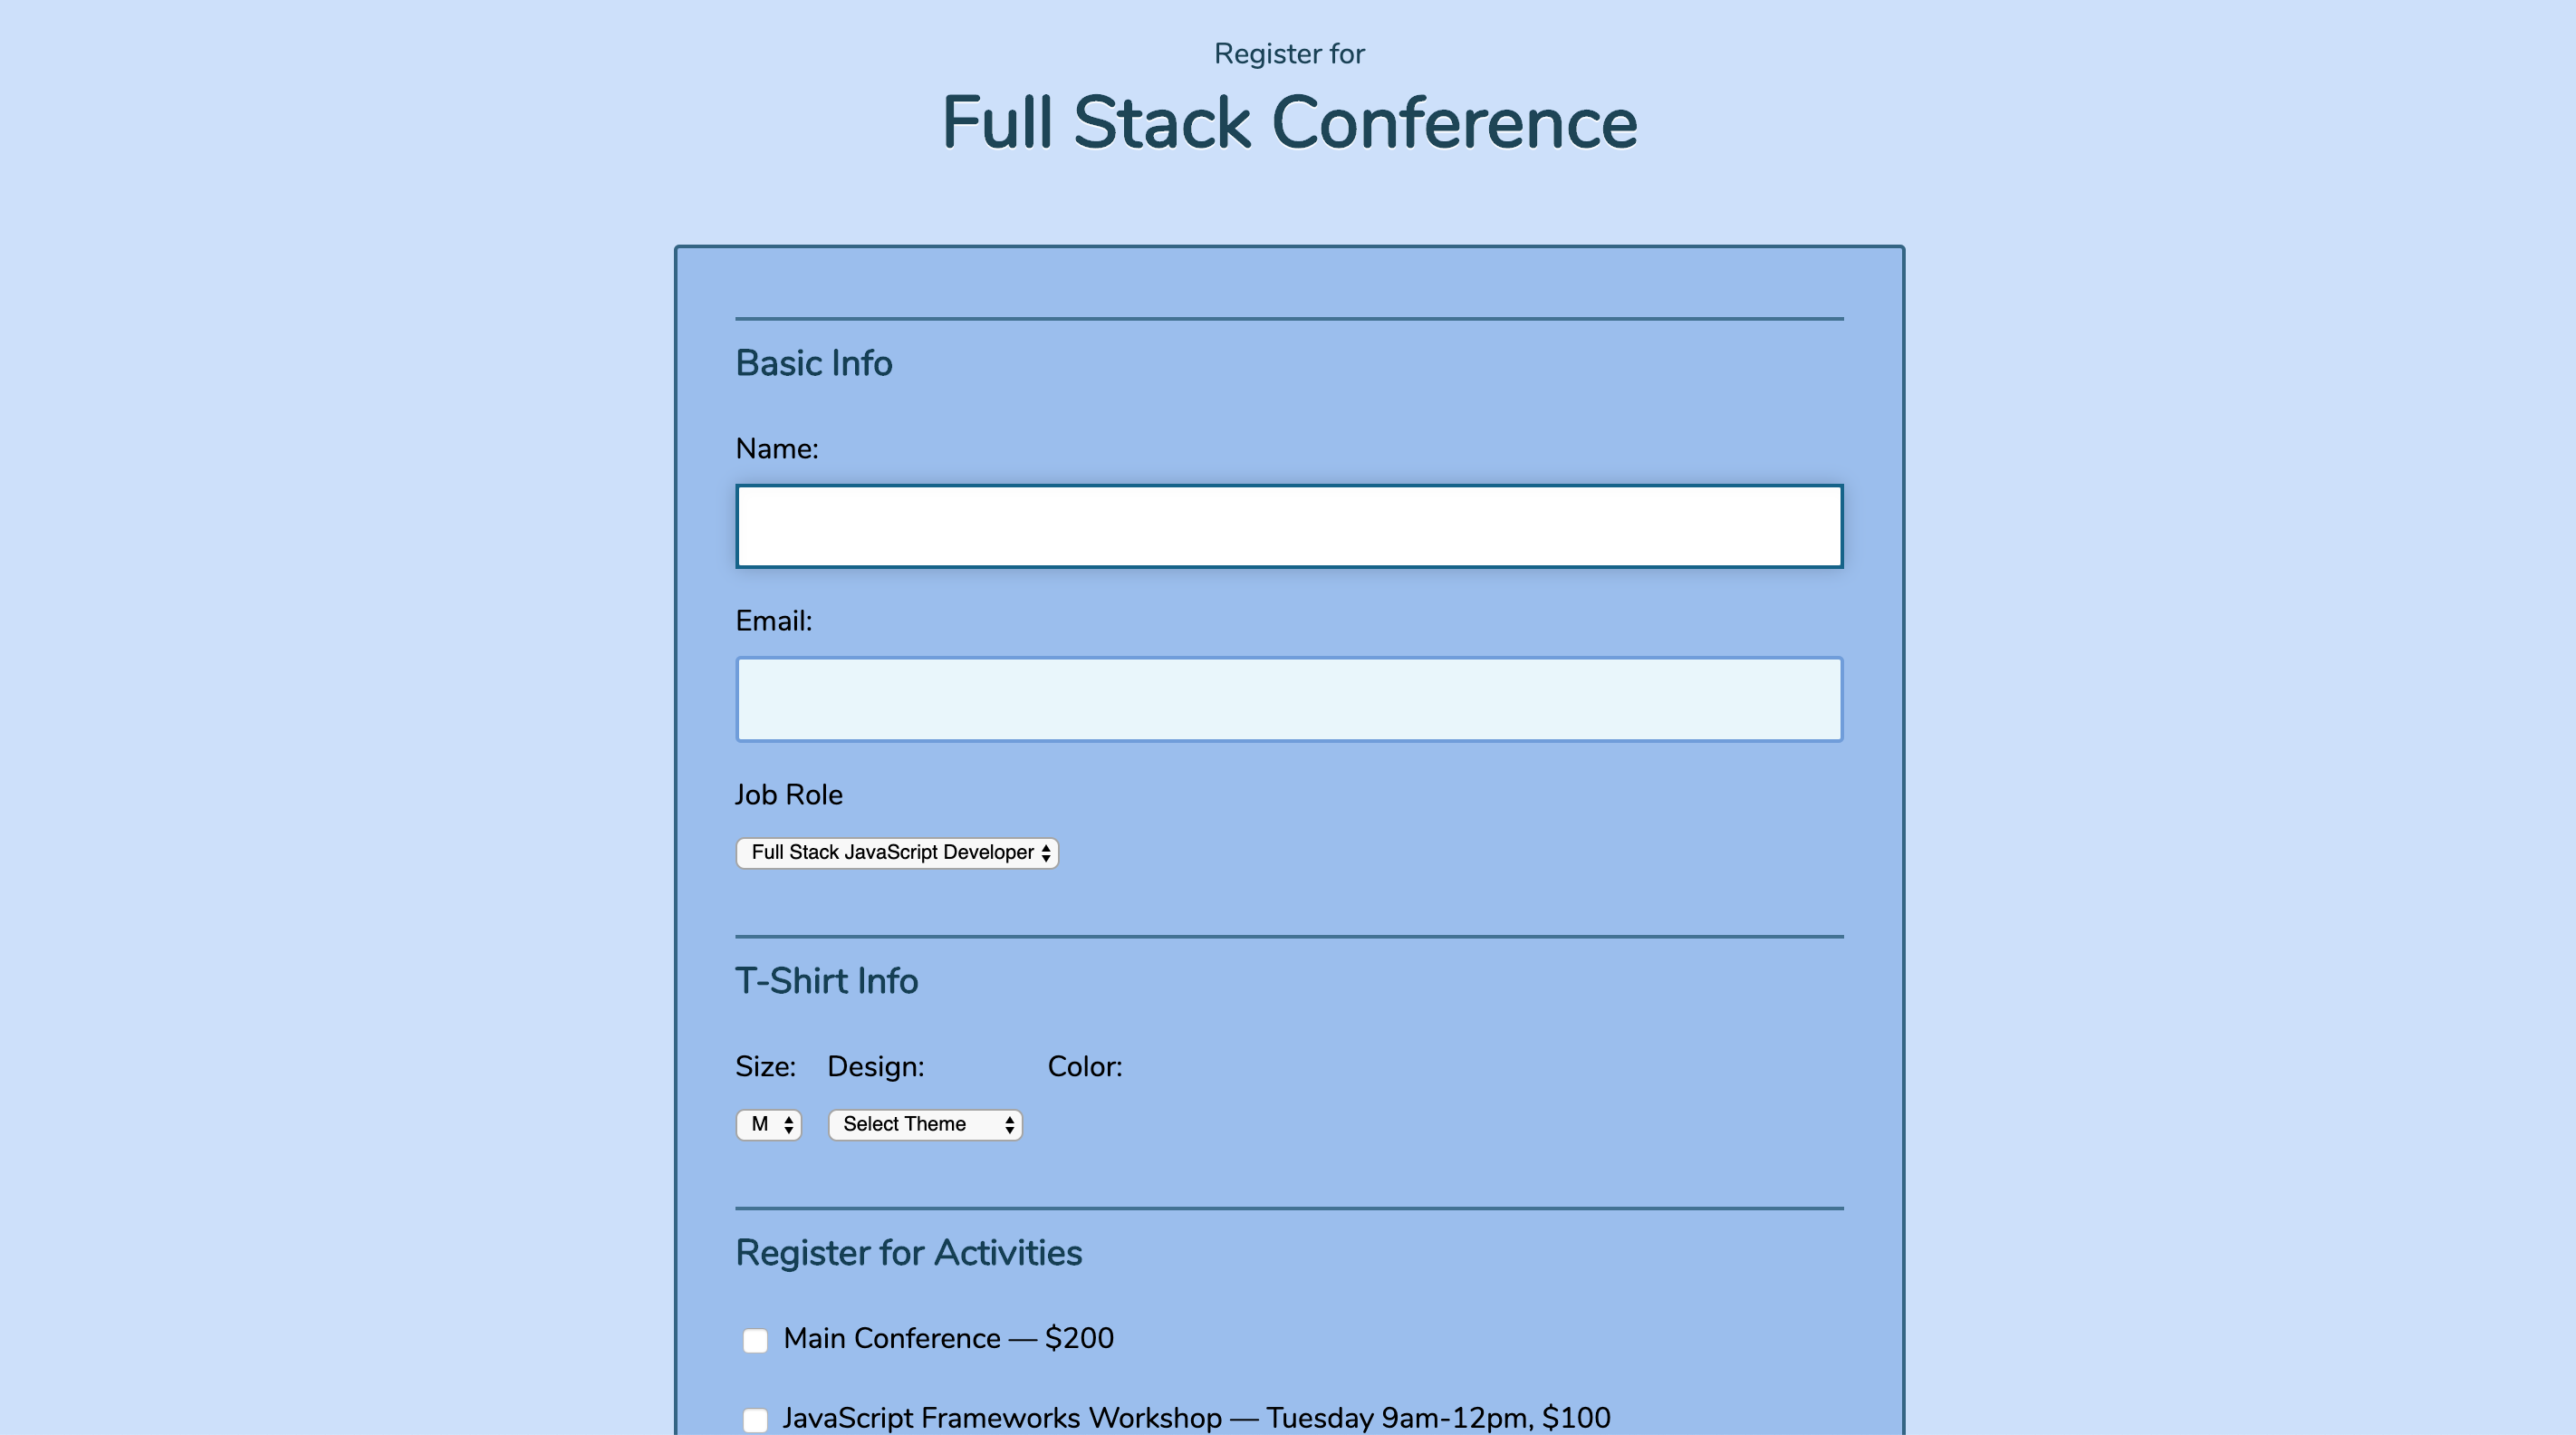 Register for
Full Stack Conference
Basic Info
Name:
Email:
Job Role
Full Stack JavaScript Developer
T-Shirt Info
Size: Design: Color:
M Select Theme
Register for Activities
Main Conference — $200
JavaScript Frameworks Workshop — Tuesday 9am-12pm, $100